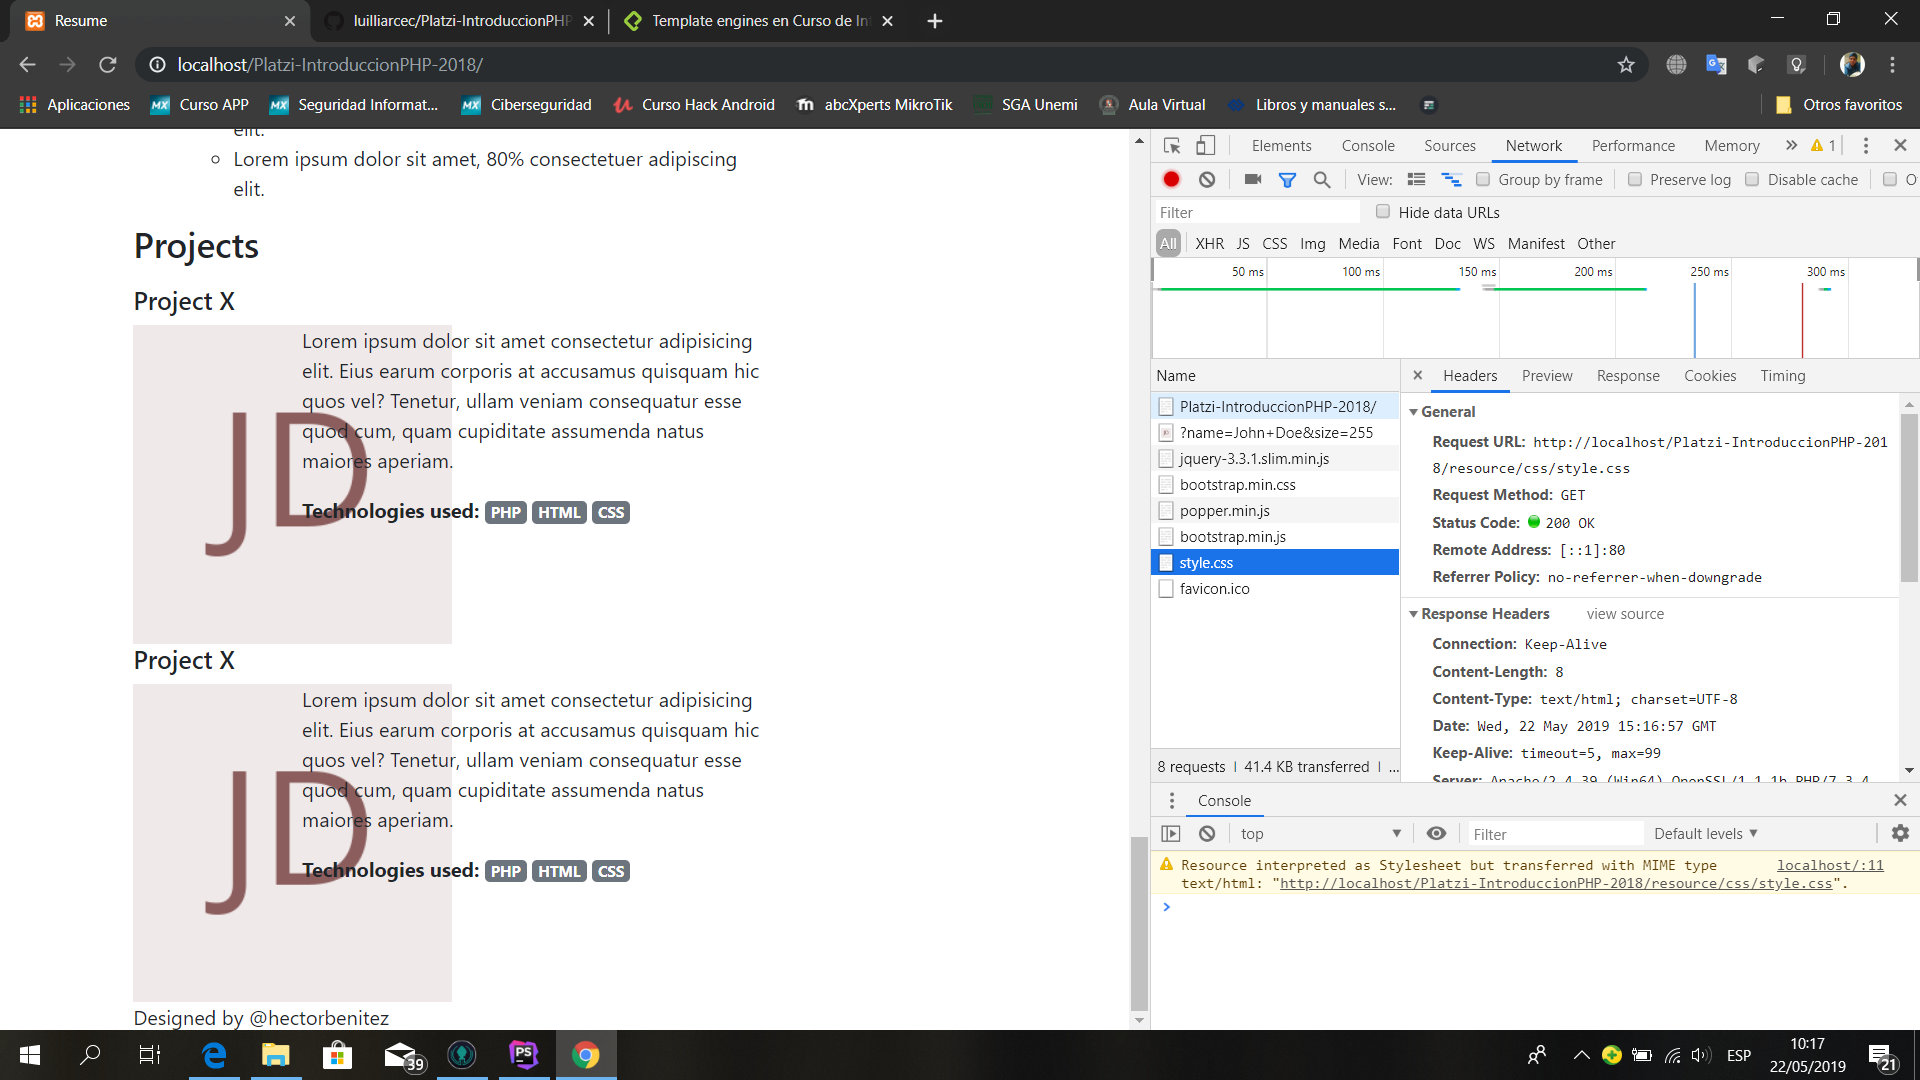 Resume
luilliarcec/Platzi-IntroduccionPHP
Template engines en Curso de In
localhost/Platzi-IntroduccionPHP-2018/
Aplicaciones
Curso APP
Seguridad Informat...
Ciberseguridad
Curso Hack Android
abcXperts MikroTik
SGA Unemi
Aula Virtual
Libros y manuales s...
Otros favoritos
elit.
Lorem ipsum dolor sit amet, 80% consectetuer adipiscing
elit.
Projects
Project X
Lorem ipsum dolor sit amet consectetur adipisicing
elit. Eius earum corporis at accusamus quisquam hic
quos vel? Tenetur, ullam veniam consequatur esse
quod cum, quam cupiditate assumenda natus
maiores aperiam.
JD
Technologies used: PHP HTML CSS
Project X
Lorem ipsum dolor sit amet consectetur adipisicing
elit. Eius earum corporis at accusamus quisquam hic
quos vel? Tenetur, ullam veniam consequatur esse
quod cum, quam cupiditate assumenda natus
maiores aperiam.
JD
Technologies used: PHP HTML CSS
Designed by @hectorbenitez
Elements Console Sources Network Performance Memory » 1
View: Group by frame Preserve log Disable cache O
Filter Hide data URLs
All XHR JS CSS Img Media Font Doc WS Manifest Other
50 ms 100 ms 150 ms 200 ms 250 ms 300 ms
Name
Platzi-IntroduccionPHP-2018/
?name=John+Doe&size=255
jquery-3.3.1.slim.min.js
bootstrap.min.css
popper.min.js
bootstrap.min.js
style.css
favicon.ico
8 requests | 41.4 KB transferred | ...
Headers Preview Response Cookies Timing
General
Request URL: http://localhost/Platzi-IntroduccionPHP-201
8/resource/css/style.css
Request Method: GET
Status Code: 200 OK
Remote Address: [::1]:80
Referrer Policy: no-referrer-when-downgrade
Response Headers view source
Connection: Keep-Alive
Content-Length: 8
Content-Type: text/html; charset=UTF-8
Date: Wed, 22 May 2019 15:16:57 GMT
Keep-Alive: timeout=5, max=99
Server: Apache/2.4.39 (Win64) OpenSSL/1.1.1b PHP/7.3.4
Console
top Filter Default levels
Resource interpreted as Stylesheet but transferred with MIME type localhost/:11
text/html: "http://localhost/Platzi-IntroduccionPHP-2018/resource/css/style.css".
39
PS
ESP
10:17
22/05/2019
21